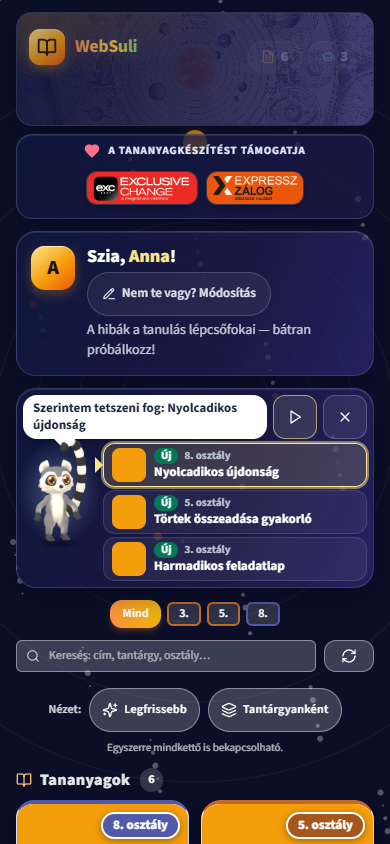 WebSuli
6
3
A TANANYAGKÉSZÍTÉST TÁMOGATJA
exc
EXCLUSIVE
CHANGE
EXPRESSZ
ZÁLOG
A
Szia, Anna!
Nem te vagy? Módosítás
A hibák a tanulás lépcsőfokai — bátran
próbálkozz!
Szerintem tetszeni fog: Nyolcadikos
újdonság
Új 8. osztály
Nyolcadikos újdonság
Új 5. osztály
Törtek összeadása gyakorló
Új 3. osztály
Harmadikos feladatlap
Mind
3.
5.
8.
Keresés: cím, tantárgy, osztály…
Nézet:
Legfrissebb
Tantárgyanként
Egyszerre mindkettő is bekapcsolható.
Tananyagok 6
8. osztály
5. osztály